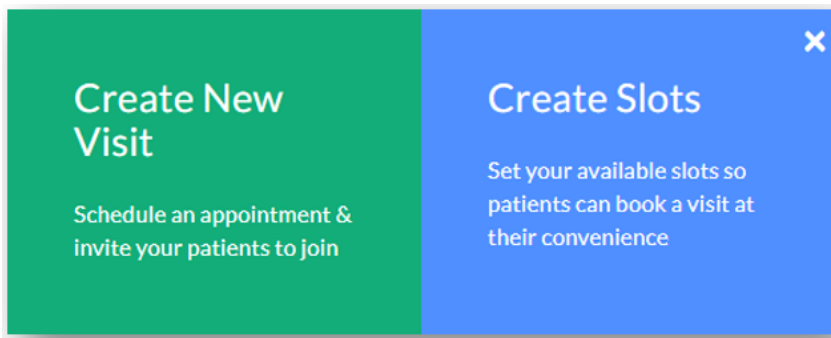 Create New
Visit
Schedule an appointment &
invite your patients to join
Create Slots
Set your available slots so
patients can book a visit at
their convenience